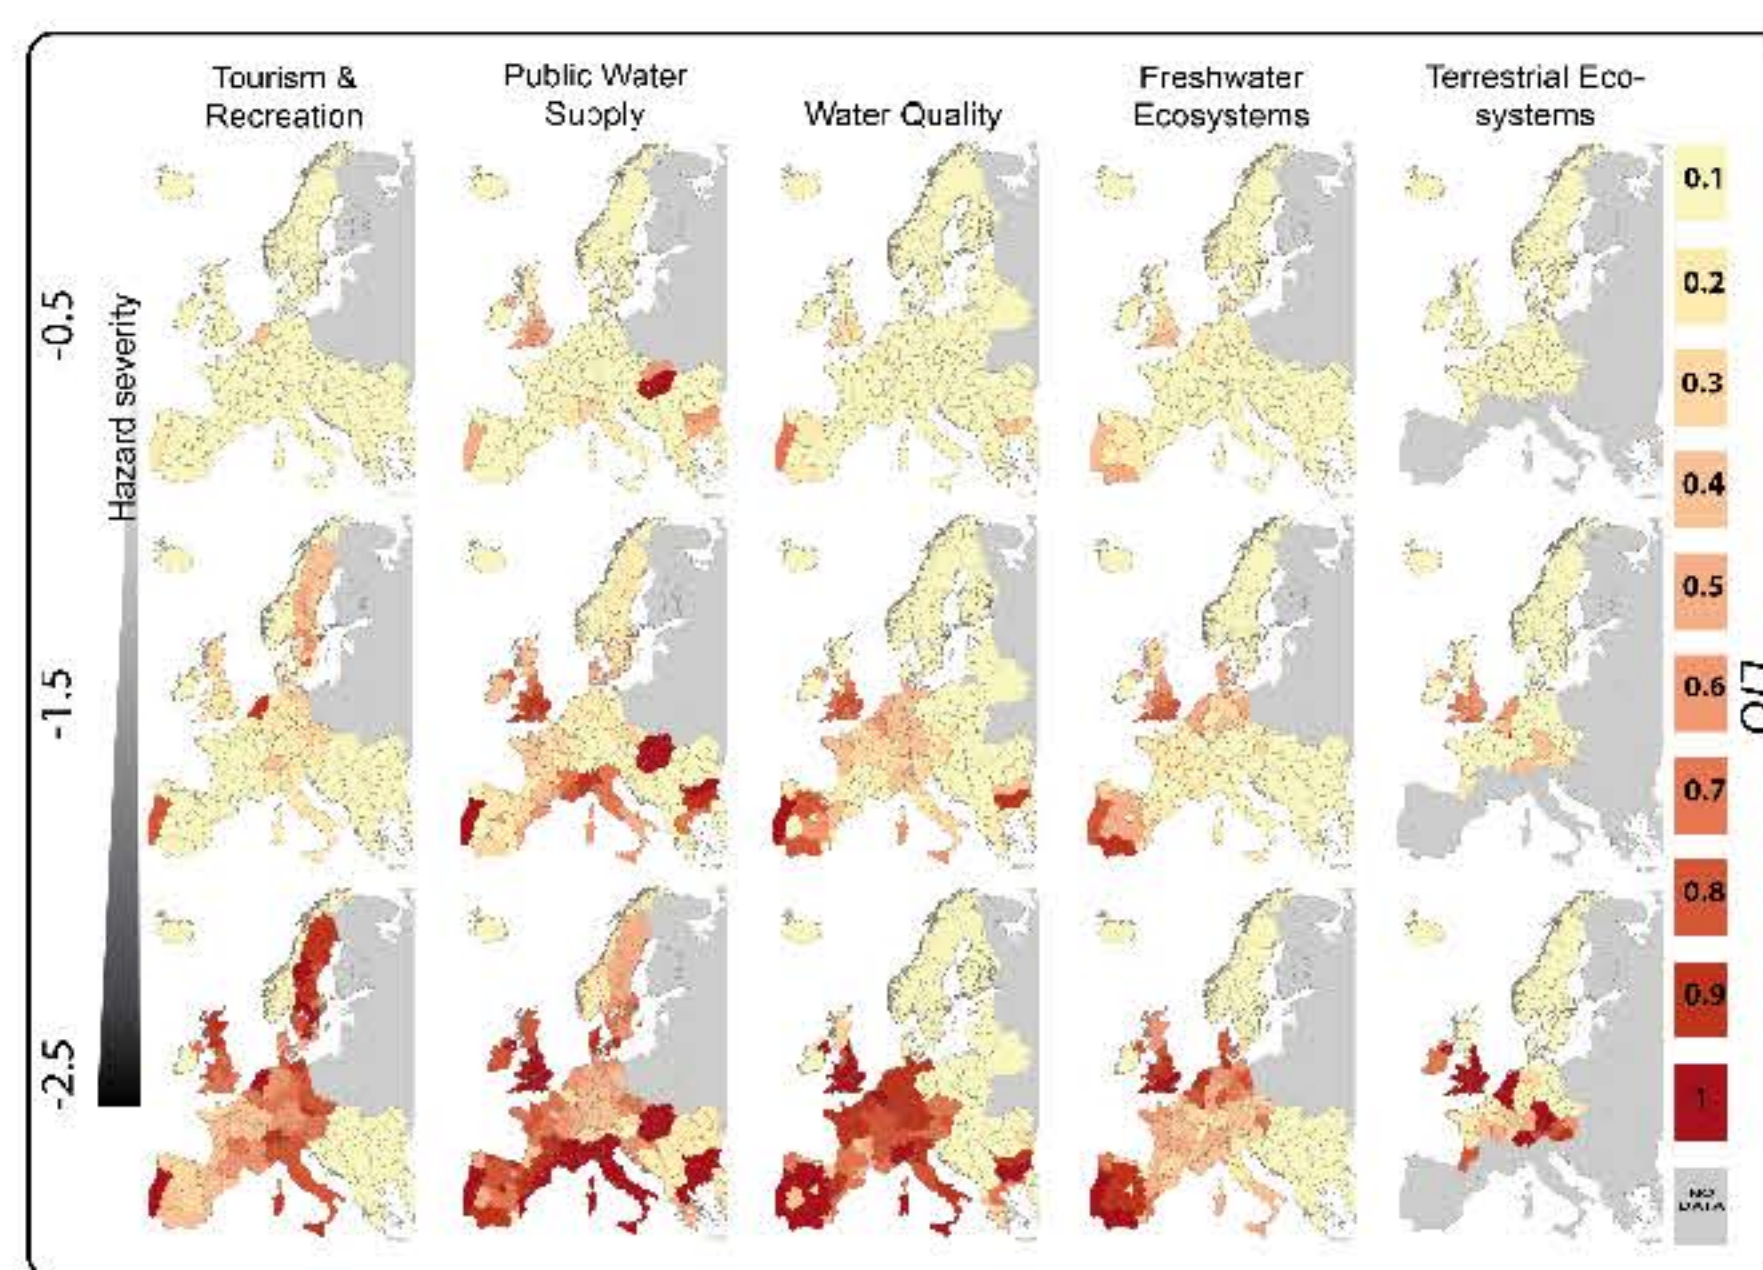 Tourism &
Recreation
Public Water
Supply
Water Quality
Freshwater
Ecosystems
Terrestrial Eco-
systems
Hazard severity
-0.5
-1.5
-2.5
0.1
0.2
0.3
0.4
0.5
0.6
0.7
0.8
0.9
1
NO
DATA